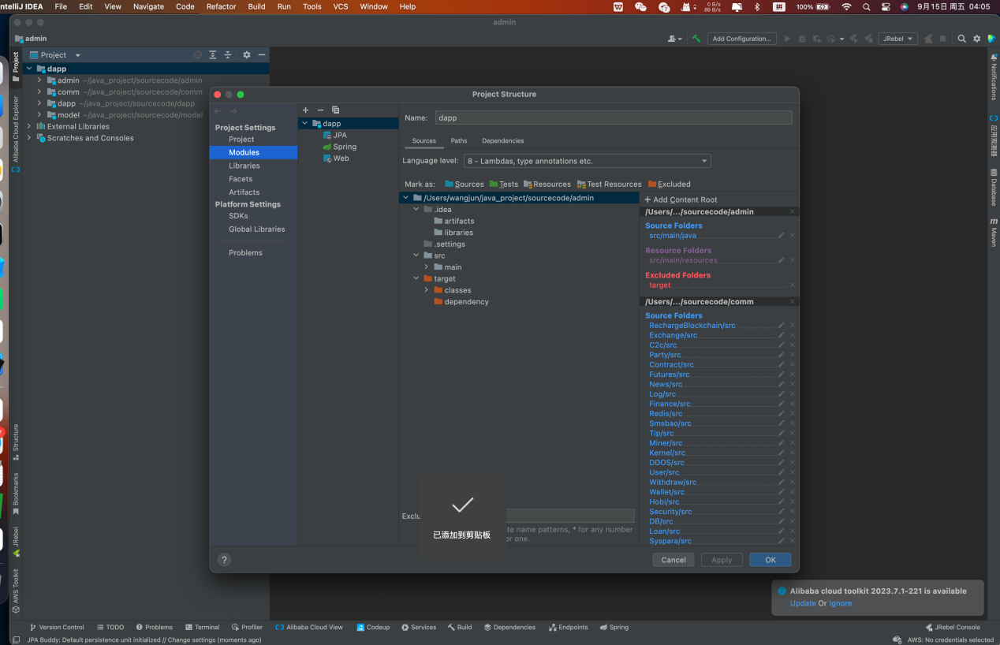 ntelliJ IDEA File Edit View Navigate Code Refactor Build Run Tools VCS Window Help 7 0 B/s 89 B/s 拼 100% 9月15日 周五 04:05
admin
admin
Add Configuration...
JRebel
Project
dapp
admin ~/java_project/sourcecode/admin
comm ~/java_project/sourcecode/comm
dapp ~/java_project/sourcecode/dapp
model ~/java_project/sourcecode/model
External Libraries
Scratches and Consoles
Project
Alibaba Cloud Explorer
Structure
Bookmarks
JRebel
AWS Toolkit
Project Structure
Project Settings
Project
Modules
Libraries
Facets
Artifacts
Platform Settings
SDKs
Global Libraries
Problems
dapp
JPA
Spring
Web
Name: dapp
Sources Paths Dependencies
Language level: 8 - Lambdas, type annotations etc.
Mark as: Sources Tests Resources Test Resources Excluded
/Users/wangjun/java_project/sourcecode/admin
.idea
artifacts
libraries
.settings
src
main
target
classes
dependency
+ Add Content Root
/Users/.../sourcecode/admin
Source Folders
src/main/java
Resource Folders
src/main/resources
Excluded Folders
target
/Users/.../sourcecode/comm
Source Folders
RechargeBlockchain/src
Exchange/src
C2c/src
Party/src
Contract/src
Futures/src
News/src
Log/src
Finance/src
Redis/src
Smsbao/src
Tip/src
Miner/src
Kernel/src
DDOS/src
User/src
Withdraw/src
Wallet/src
Hobi/src
Security/src
DB/src
Loan/src
Syspara/src
Exclu
te name patterns, * for any number
or one.
已添加到剪贴板
?
Cancel Apply OK
Notifications
应用观测器
Database
m Maven
Alibaba cloud toolkit 2023.7.1-221 is available
Update Or Ignore
Version Control TODO Problems Terminal Profiler Alibaba Cloud View Codeup Services Build Dependencies Endpoints Spring JRebel Console
JPA Buddy: Default persistence unit initialized // Change settings (moments ago) AWS: No credentials selected